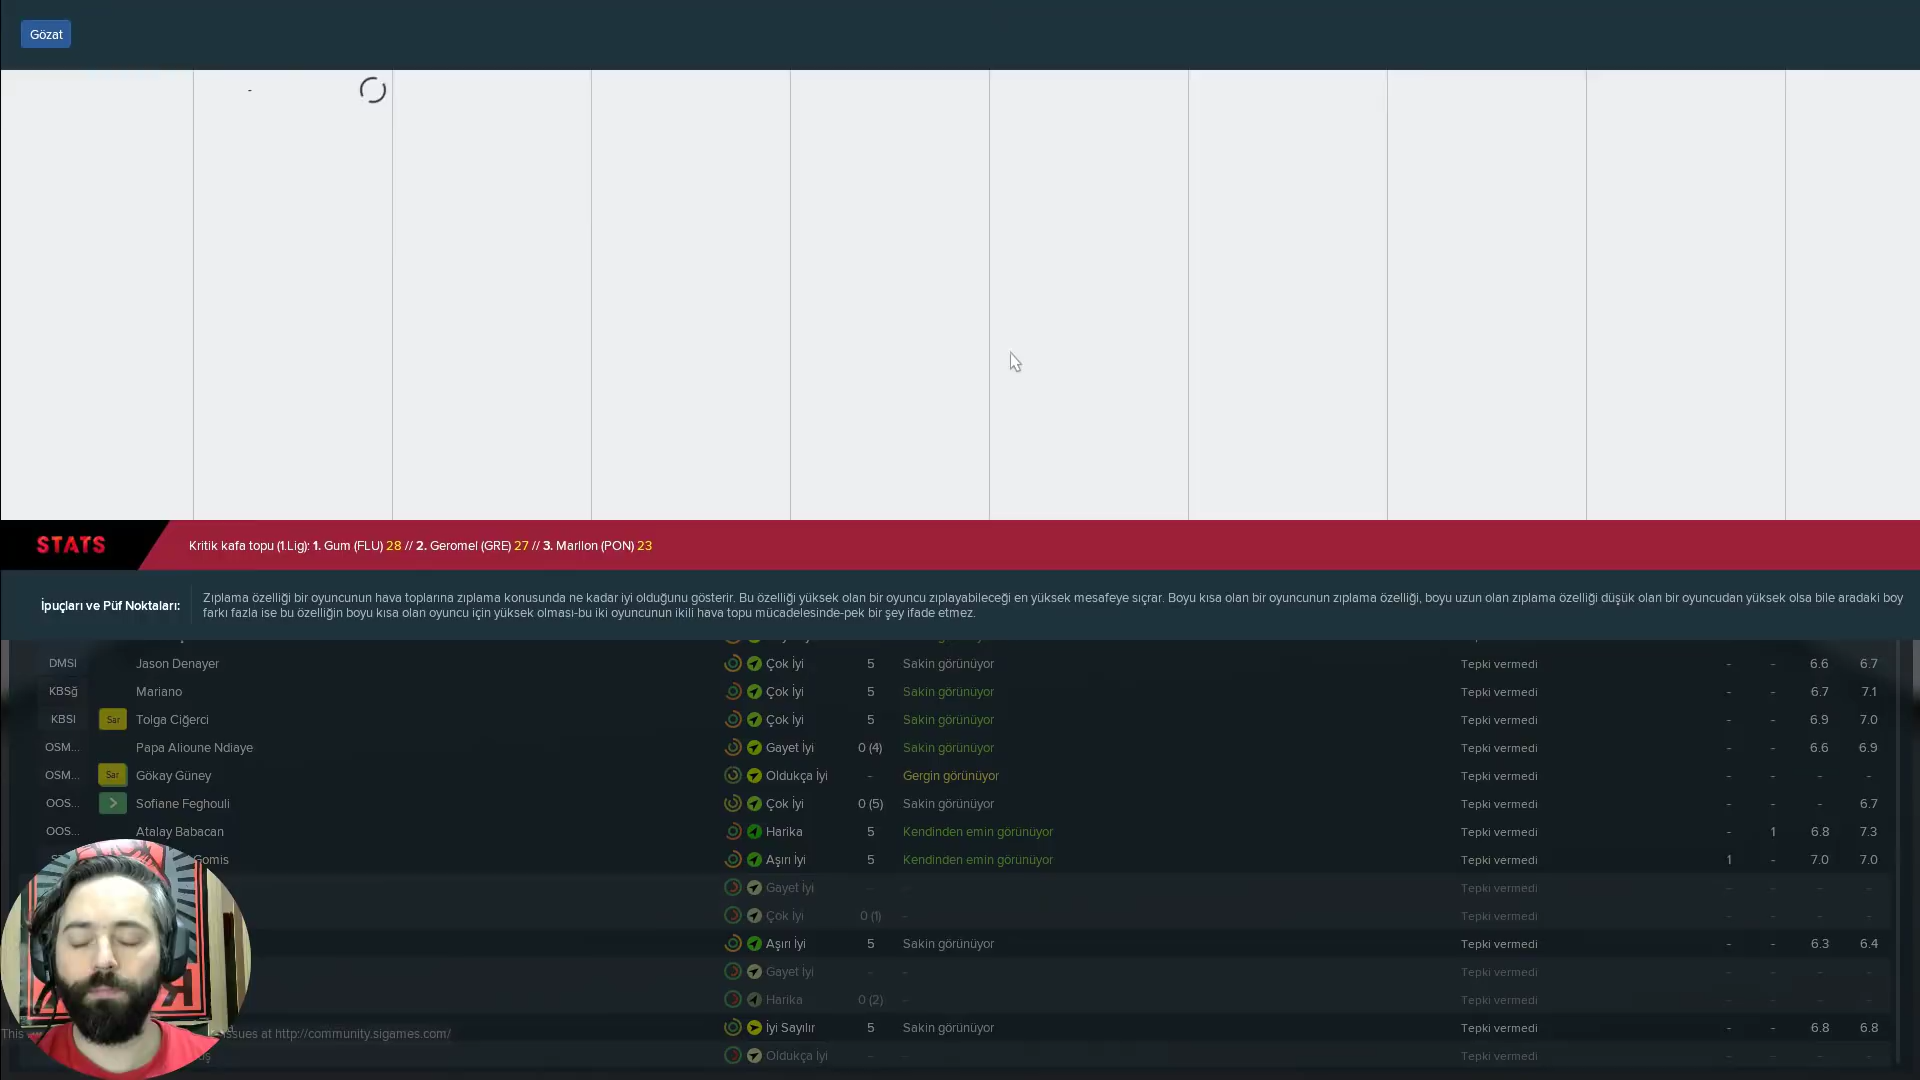 Gözat
-
STATS
Kritik kafa topu (1.Lig): 1. Gum (FLU) 28 // 2. Geromel (GRE) 27 // 3. Marllon (PON) 23
İpuçları ve Püf Noktaları:
Zıplama özelliği bir oyuncunun hava toplarına zıplama konusunda ne kadar iyi olduğunu gösterir. Bu özelliği yüksek olan bir oyuncu zıplayabileceği en yüksek mesafeye sıçrar. Boyu kısa olan bir oyuncunun zıplama özelliği, boyu uzun olan zıplama özelliği düşük olan bir oyuncudan yüksek olsa bile aradaki boy
farkı fazla ise bu özelliğin boyu kısa olan oyuncu için yüksek olması-bu iki oyuncunun ikili hava topu mücadelesinde-pek bir şey ifade etmez.
DMSl Jason Denayer Çok İyi 5 Sakin görünüyor Tepki vermedi - - 6.6 6.7
KBSğ Mariano Çok İyi 5 Sakin görünüyor Tepki vermedi - - 6.7 7.1
KBSl Sar Tolga Ciğerci Çok İyi 5 Sakin görünüyor Tepki vermedi - - 6.9 7.0
OSM... Papa Alioune Ndiaye Gayet İyi 0 (4) Sakin görünüyor Tepki vermedi - - 6.6 6.9
OSM... Sar Gökay Güney Oldukça İyi - Gergin görünüyor Tepki vermedi - - - -
OOS... Sofiane Feghouli Çok İyi 0 (5) Sakin görünüyor Tepki vermedi - - - 6.7
OOS... Atalay Babacan Harika 5 Kendinden emin görünüyor Tepki vermedi - 1 6.8 7.3
Gomis Aşırı İyi 5 Kendinden emin görünüyor Tepki vermedi 1 - 7.0 7.0
Gayet İyi - - Tepki vermedi - - - -
Çok İyi 0 (1) - Tepki vermedi - - - -
Aşırı İyi 5 Sakin görünüyor Tepki vermedi - - 6.3 6.4
Gayet İyi - - Tepki vermedi - - - -
Harika 0 (2) - Tepki vermedi - - - -
İyi Sayılır 5 Sakin görünüyor Tepki vermedi - - 6.8 6.8
This issues at http://community.sigames.com/
Oldukça İyi - - Tepki vermedi - - - -